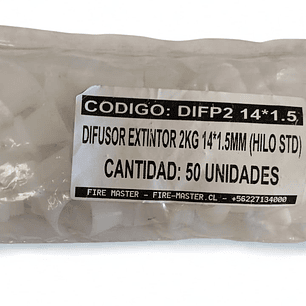 CODIGO: DIFP2 14*1.5
DIFUSOR EXTINTOR 2KG 14*1.5MM (HILO STD)
CANTIDAD: 50 UNIDADES
FIRE MASTER - FIRE-MASTER.CL - +56227134000